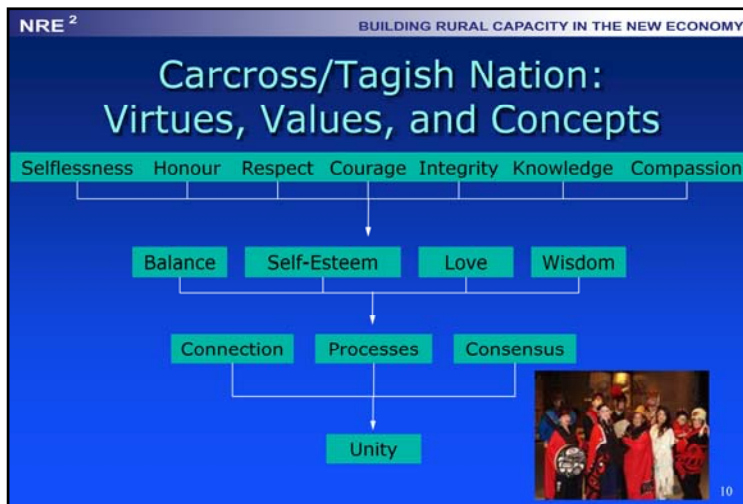 NRE ²
BUILDING RURAL CAPACITY IN THE NEW ECONOMY
Carcross/Tagish Nation:
Virtues, Values, and Concepts
Selflessness Honour Respect Courage Integrity Knowledge Compassion
Balance Self-Esteem Love Wisdom
Connection Processes Consensus
Unity
10